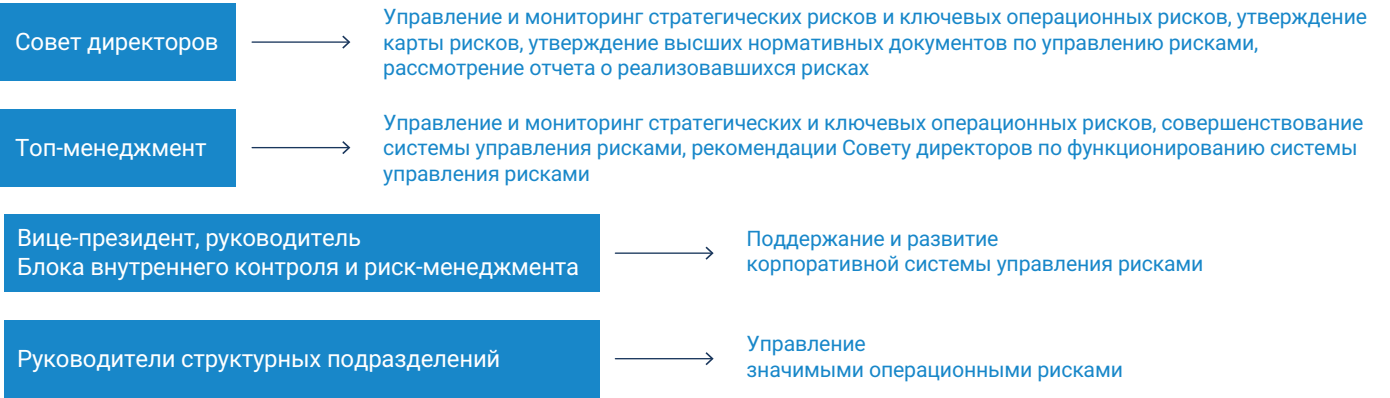 Совет директоров
Управление и мониторинг стратегических рисков и ключевых операционных рисков, утверждение
карты рисков, утверждение высших нормативных документов по управлению рисками,
рассмотрение отчета о реализовавшихся рисках
Топ-менеджмент
Управление и мониторинг стратегических и ключевых операционных рисков, совершенствование
системы управления рисками, рекомендации Совету директоров по функционированию системы
управления рисками
Вице-президент, руководитель
Блока внутреннего контроля и риск-менеджмента
Поддержание и развитие
корпоративной системы управления рисками
Руководители структурных подразделений
Управление
значимыми операционными рисками